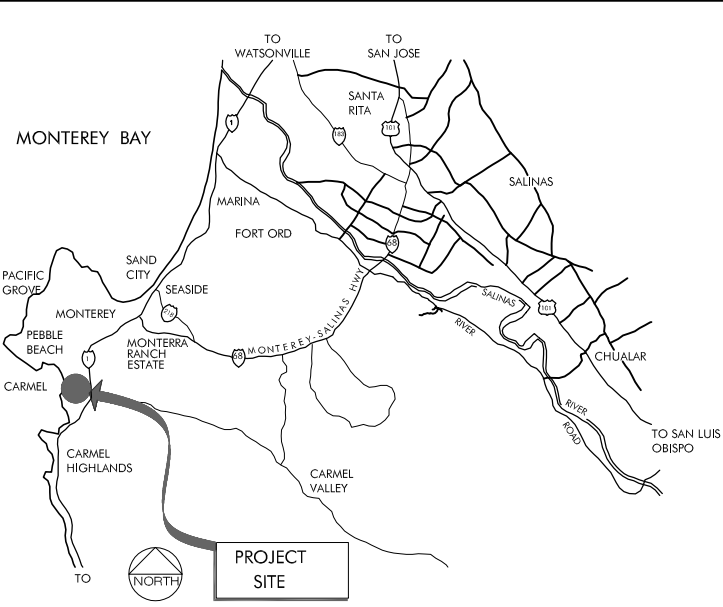 TO
WATSONVILLE
TO
SAN JOSE
SANTA
RITA
1
183
101
MONTEREY BAY
SALINAS
MARINA
FORT ORD
68
SAND
CITY
PACIFIC
GROVE
SEASIDE
MONTEREY
218
SALINAS
101
RIVER
MONTEREY-SALINAS HWY
68
PEBBLE
BEACH
MONTERRA
RANCH
ESTATE
1
CHUALAR
CARMEL
RIVER
ROAD
TO SAN LUIS
OBISPO
CARMEL
HIGHLANDS
CARMEL
VALLEY
PROJECT
SITE
NORTH
TO